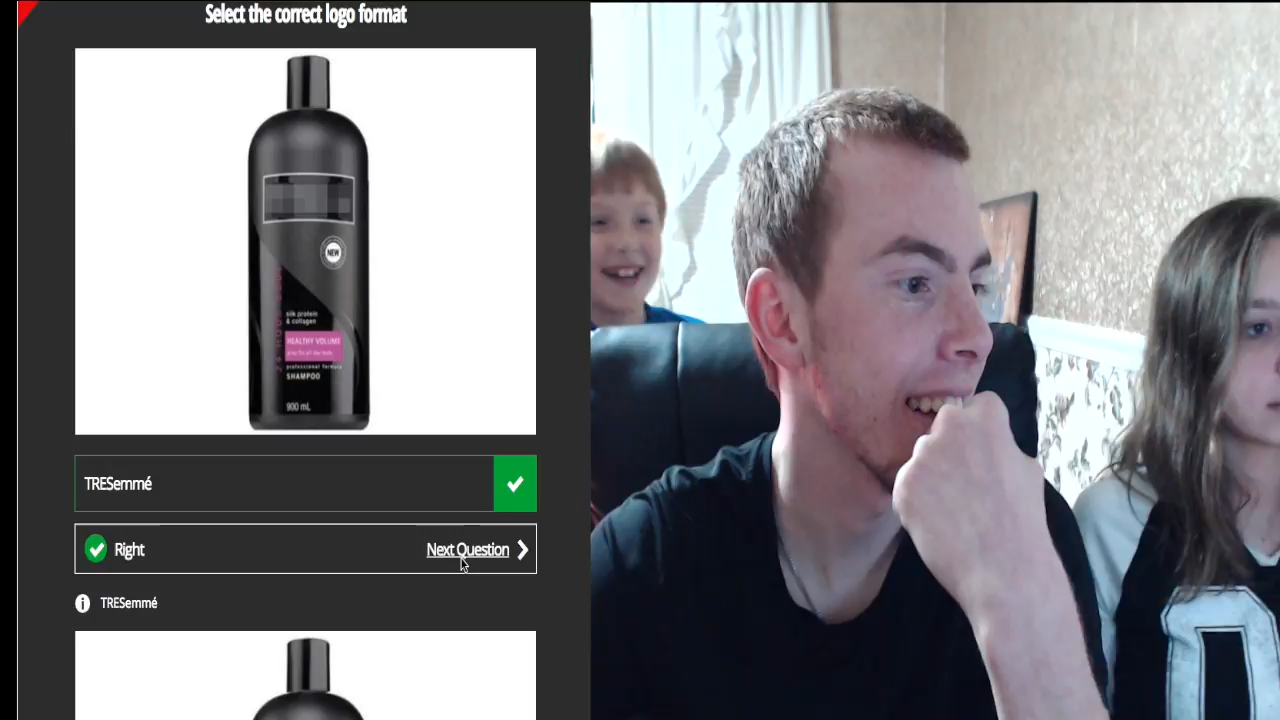 Select the correct logo format
NEW
silk protein
& collagen
HEALTHY VOLUME
professional formula
SHAMPOO
900 mL
TRESemmé
Right
Next Question
i
TRESemmé
0